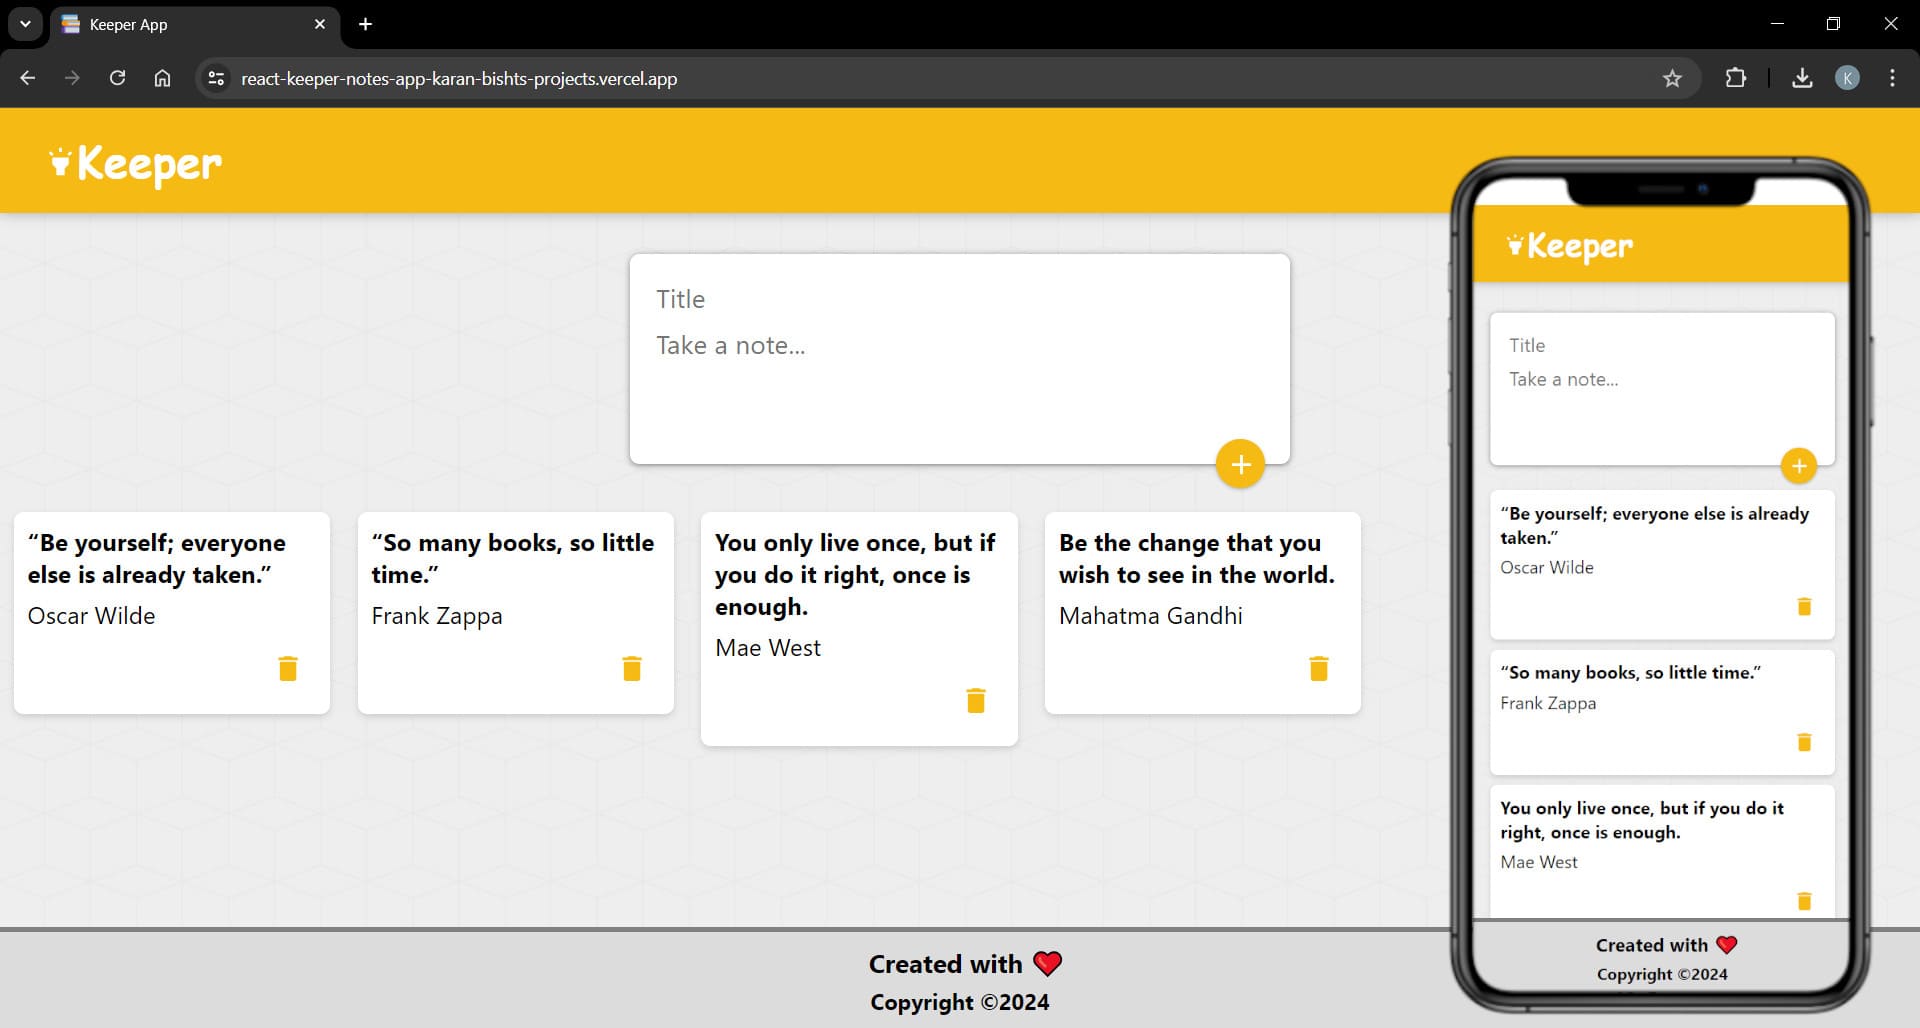 Keeper App
react-keeper-notes-app-karan-bishts-projects.vercel.app
K
Keeper
Title
Take a note...
“Be yourself; everyone
else is already taken.”
Oscar Wilde
“So many books, so little
time.”
Frank Zappa
You only live once, but if
you do it right, once is
enough.
Mae West
Be the change that you
wish to see in the world.
Mahatma Gandhi
Created with
Copyright ©2024
Keeper
Title
Take a note...
“Be yourself; everyone else is already
taken.”
Oscar Wilde
“So many books, so little time.”
Frank Zappa
You only live once, but if you do it
right, once is enough.
Mae West
Created with
Copyright ©2024